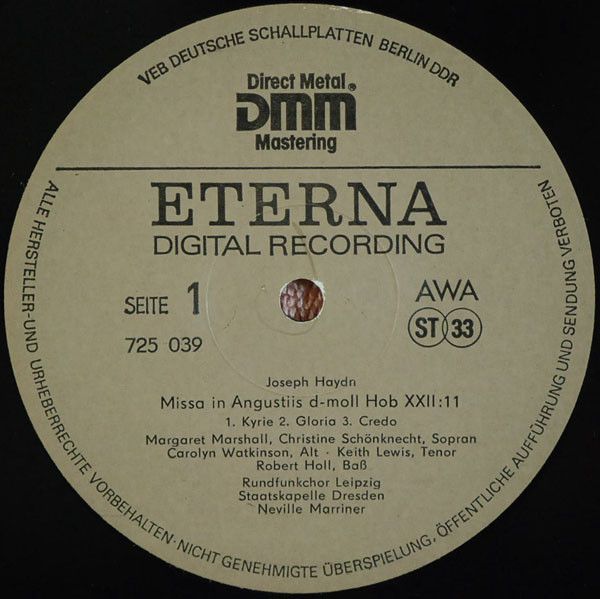 VEB DEUTSCHE SCHALLPLATTEN BERLIN DDR
Direct Metal
DMM®
Mastering
ETERNA
DIGITAL RECORDING
SEITE 1
AWA
ST 33
725 039
Joseph Haydn
Missa in Angustiis d-moll Hob XXII:11
1. Kyrie 2. Gloria 3. Credo
Margaret Marshall, Christine Schönknecht, Sopran
Carolyn Watkinson, Alt · Keith Lewis, Tenor
Robert Holl, Baß
Rundfunkchor Leipzig
Staatskapelle Dresden
Neville Marriner
ALLE HERSTELLER-UND URHEBERRECHTE VORBEHALTEN·NICHT GENEHMIGTE ÜBERSPIELUNG, ÖFFENTLICHE AUFFÜHRUNG UND SENDUNG VERBOTEN